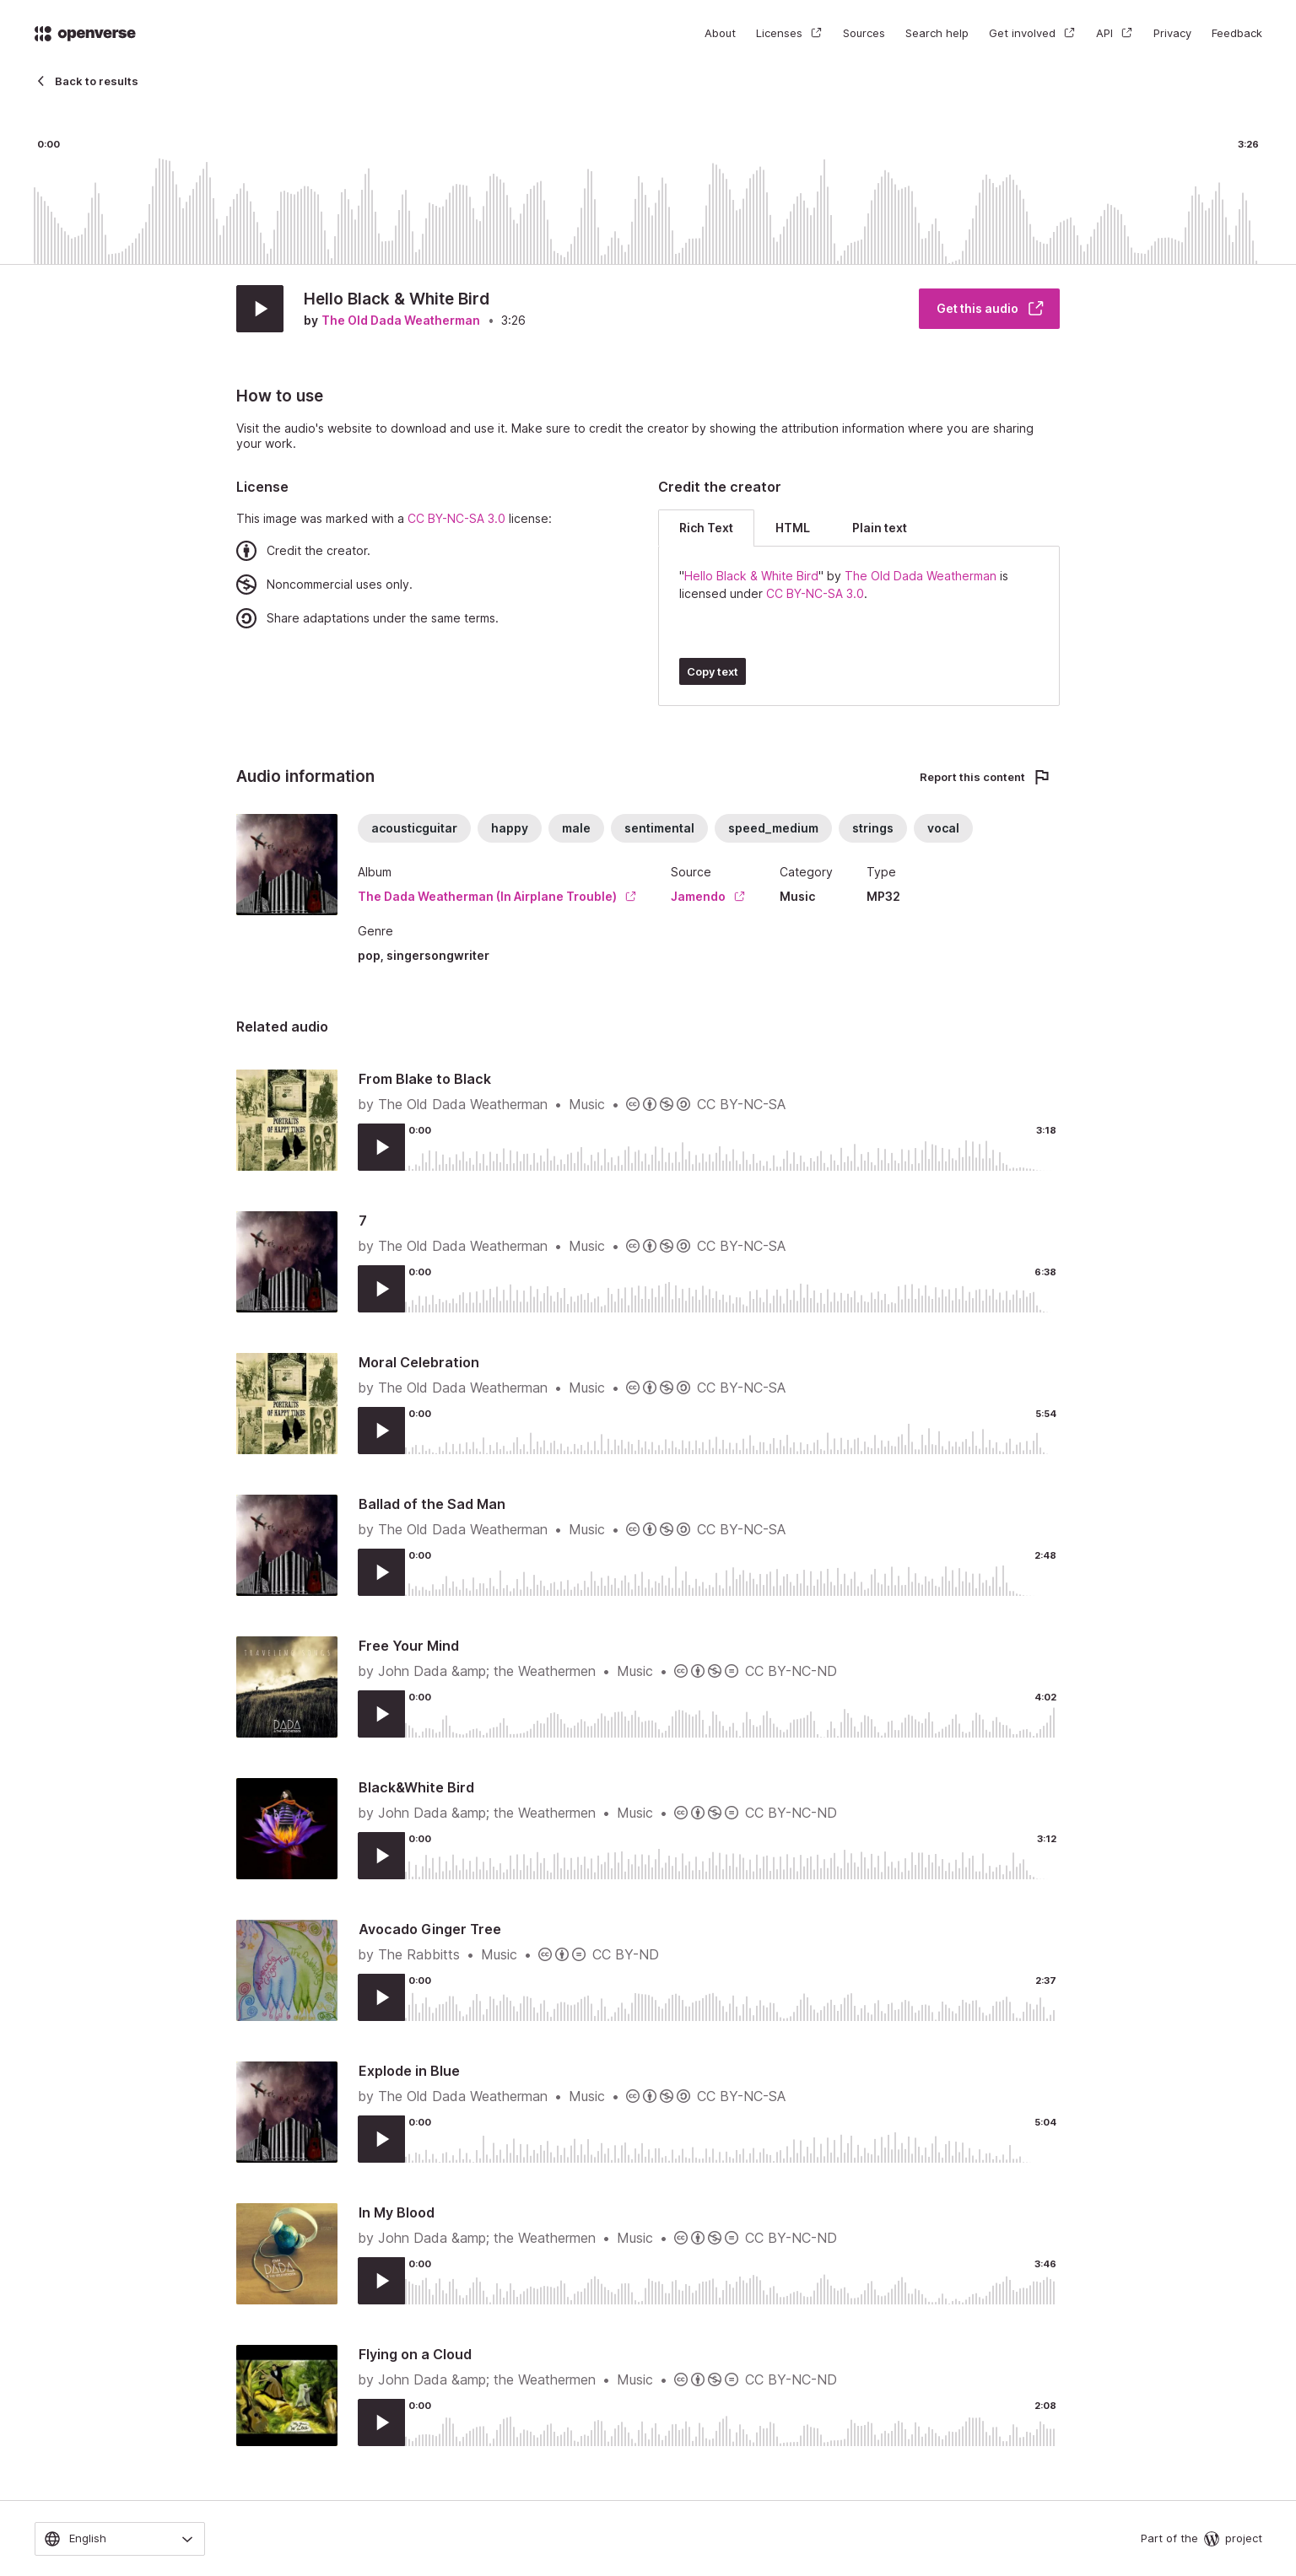 openverse
About Licenses Sources Search help Get involved API Privacy Feedback
Back to results
0:00 3:26
Hello Black & White Bird
by The Old Dada Weatherman • 3:26
Get this audio
How to use
Visit the audio's website to download and use it. Make sure to credit the creator by showing the attribution information where you are sharing
your work.
License
This image was marked with a CC BY-NC-SA 3.0 license:
Credit the creator.
Noncommercial uses only.
Share adaptations under the same terms.
Credit the creator
Rich Text HTML Plain text
"Hello Black & White Bird" by The Old Dada Weatherman is
licensed under CC BY-NC-SA 3.0.
Copy text
Audio information
Report this content
acousticguitar happy male sentimental speed_medium strings vocal
Album Source Category Type
The Dada Weatherman (In Airplane Trouble) Jamendo Music MP32
Genre
pop, singersongwriter
Related audio
PORTRAITS
OF HAPPY TIMES
From Blake to Black
by The Old Dada Weatherman • Music • CC BY-NC-SA
0:00 3:18
7
by The Old Dada Weatherman • Music • CC BY-NC-SA
0:00 6:38
PORTRAITS
OF HAPPY TIMES
Moral Celebration
by The Old Dada Weatherman • Music • CC BY-NC-SA
0:00 5:54
Ballad of the Sad Man
by The Old Dada Weatherman • Music • CC BY-NC-SA
0:00 2:48
DADA
Free Your Mind
by John Dada &amp; the Weathermen • Music • CC BY-NC-ND
0:00 4:02
Black&White Bird
by John Dada &amp; the Weathermen • Music • CC BY-NC-ND
0:00 3:12
Avocado Ginger Tree
by The Rabbitts • Music • CC BY-ND
0:00 2:37
Explode in Blue
by The Old Dada Weatherman • Music • CC BY-NC-SA
0:00 5:04
DADA
In My Blood
by John Dada &amp; the Weathermen • Music • CC BY-NC-ND
0:00 3:46
Flying on a Cloud
by John Dada &amp; the Weathermen • Music • CC BY-NC-ND
0:00 2:08
English
Part of the project